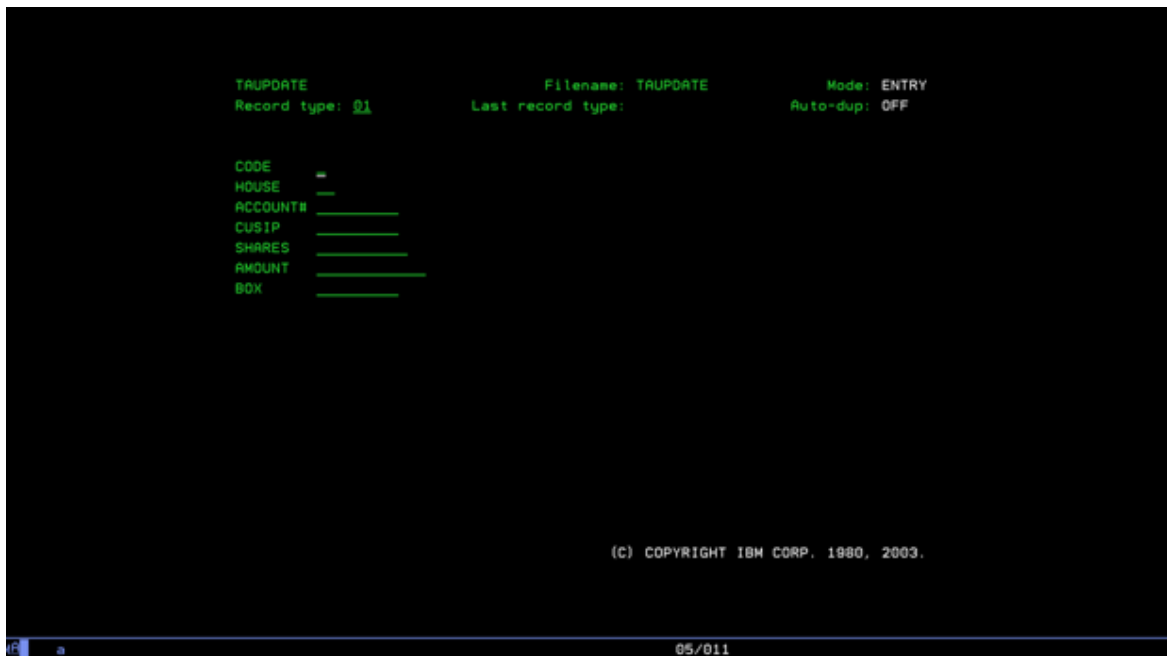 TAUPDATE Filename: TAUPDATE Mode: ENTRY
Record type: 01 Last record type: Auto-dup: OFF
CODE
HOUSE
ACCOUNT#
CUSIP
SHARES
AMOUNT
BOX
(C) COPYRIGHT IBM CORP. 1980, 2003.
a 05/011